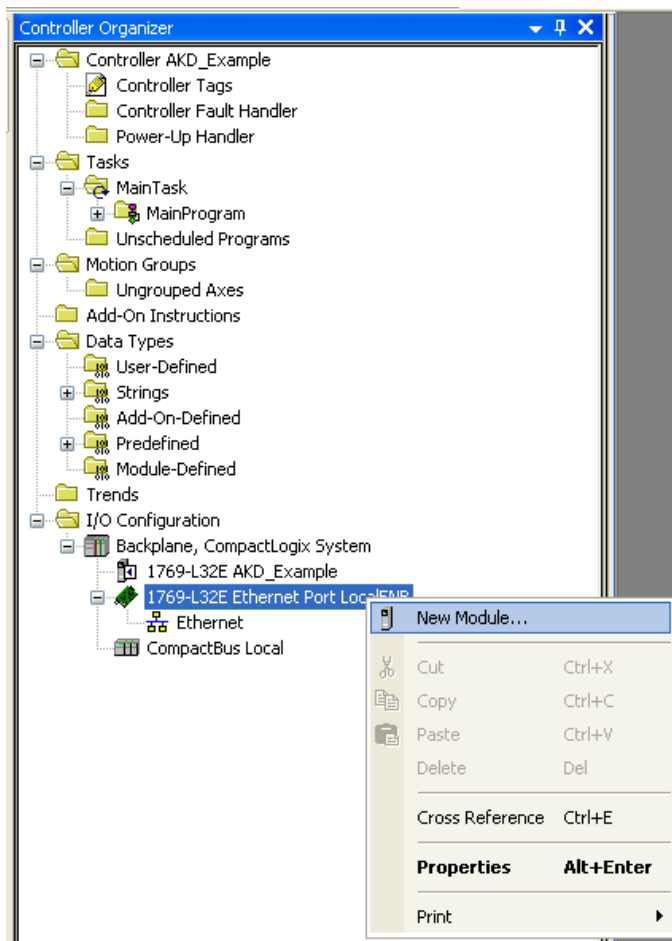 Controller Organizer
Controller AKD_Example
Controller Tags
Controller Fault Handler
Power-Up Handler
Tasks
MainTask
MainProgram
Unscheduled Programs
Motion Groups
Ungrouped Axes
Add-On Instructions
Data Types
User-Defined
Strings
Add-On-Defined
Predefined
Module-Defined
Trends
I/O Configuration
Backplane, CompactLogix System
1769-L32E AKD_Example
1769-L32E Ethernet Port LocalENB
Ethernet
CompactBus Local
New Module...
Cut Ctrl+X
Copy Ctrl+C
Paste Ctrl+V
Delete Del
Cross Reference Ctrl+E
Properties Alt+Enter
Print